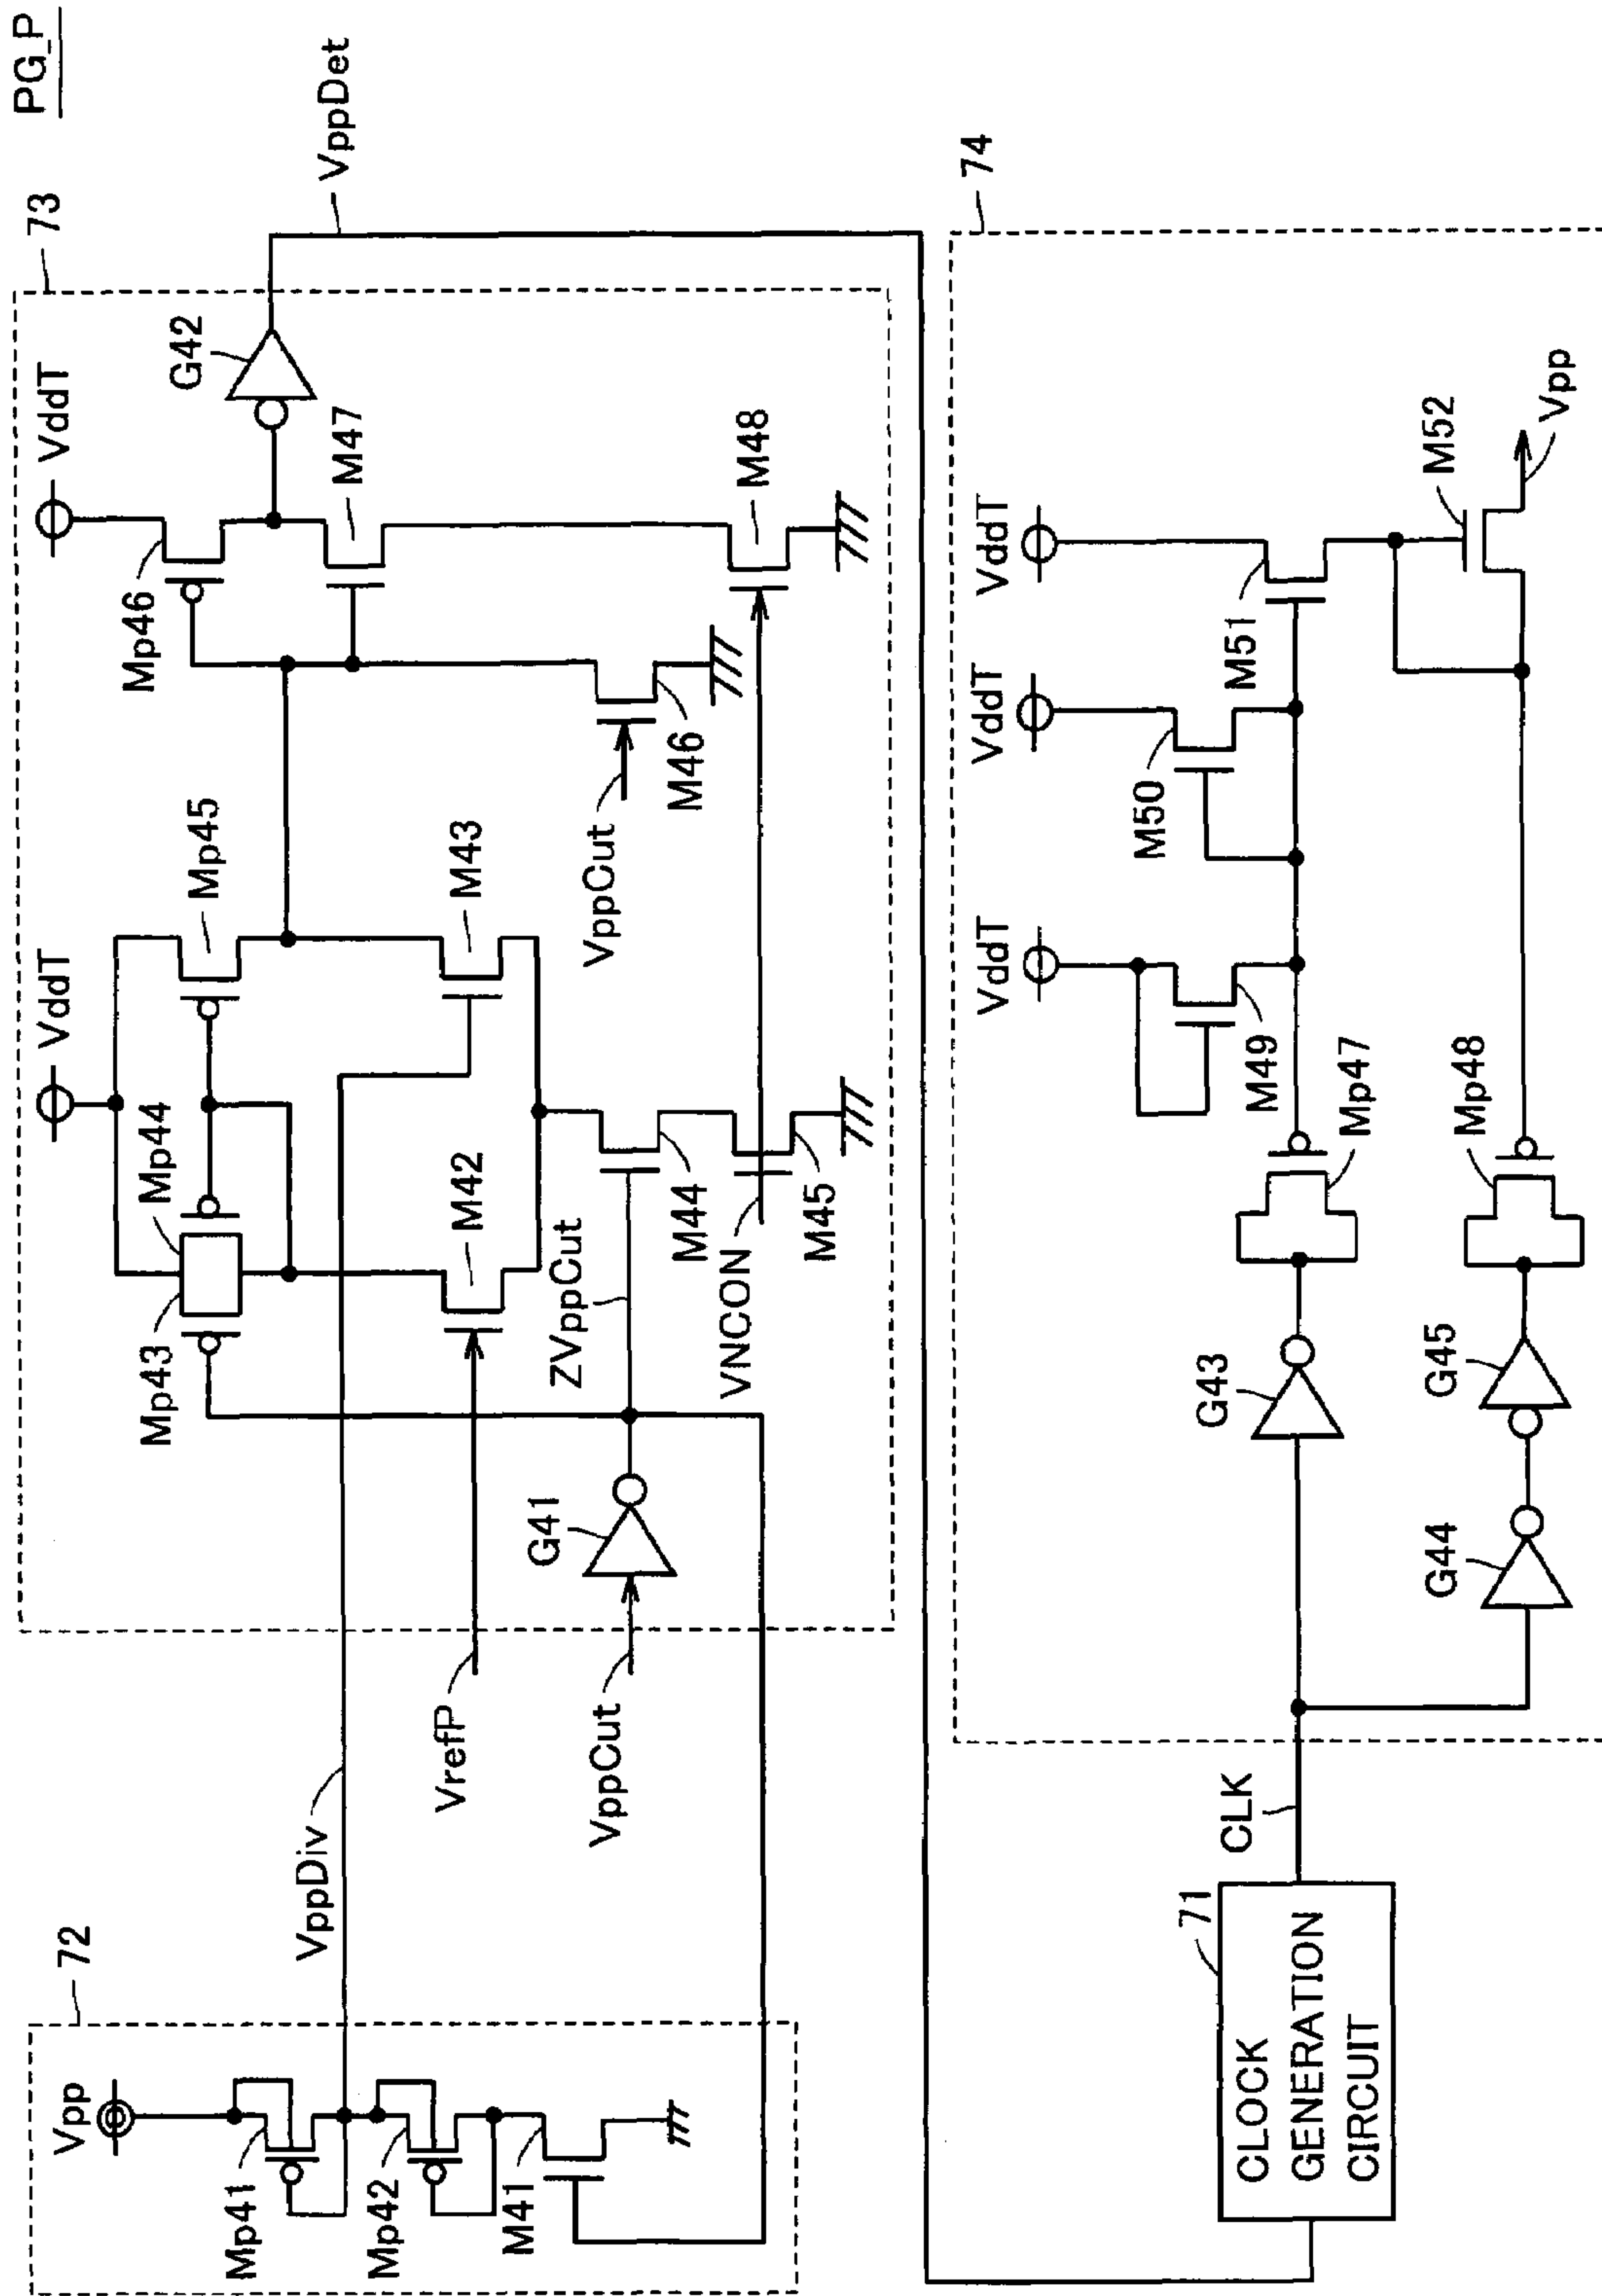 PG_P
73
VddT
VddT
G42
VppDet
Mp45
Mp46
Mp44
Mp43
M47
M43
M42
VppCut
M46
M48
ZVppCut
M44
VNCON
M45
G41
VppDiv
VrefP
VppCut
72
Vpp
Mp41
Mp42
M41
74
VddT
VddT
VddT
M50
M51
M49
M52
Vpp
Mp47
Mp48
G43
G45
G44
CLK
71
CLOCK
GENERATION
CIRCUIT